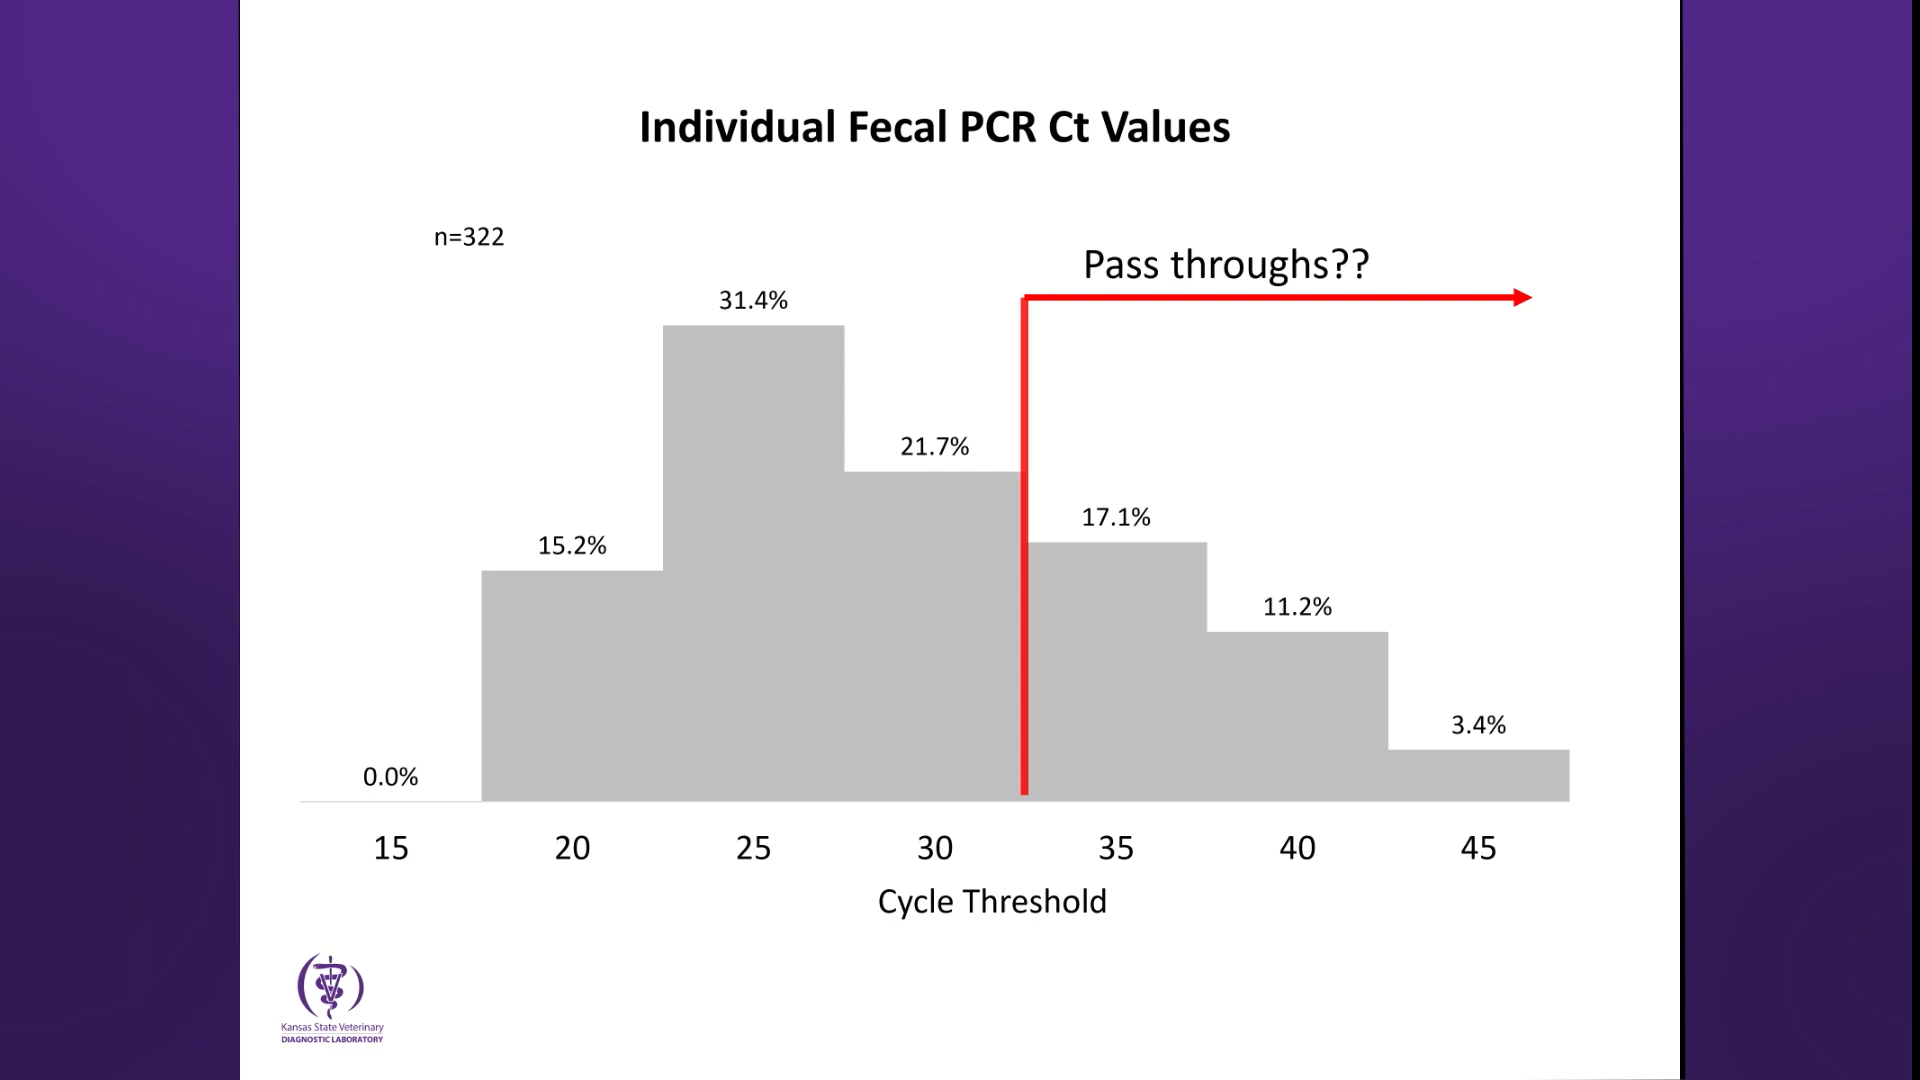 Individual Fecal PCR Ct Values
n=322
Pass throughs??
31.4%
21.7%
17.1%
15.2%
11.2%
3.4%
0.0%
15 20 25 30 35 40 45
Cycle Threshold
Kansas State Veterinary
DIAGNOSTIC LABORATORY